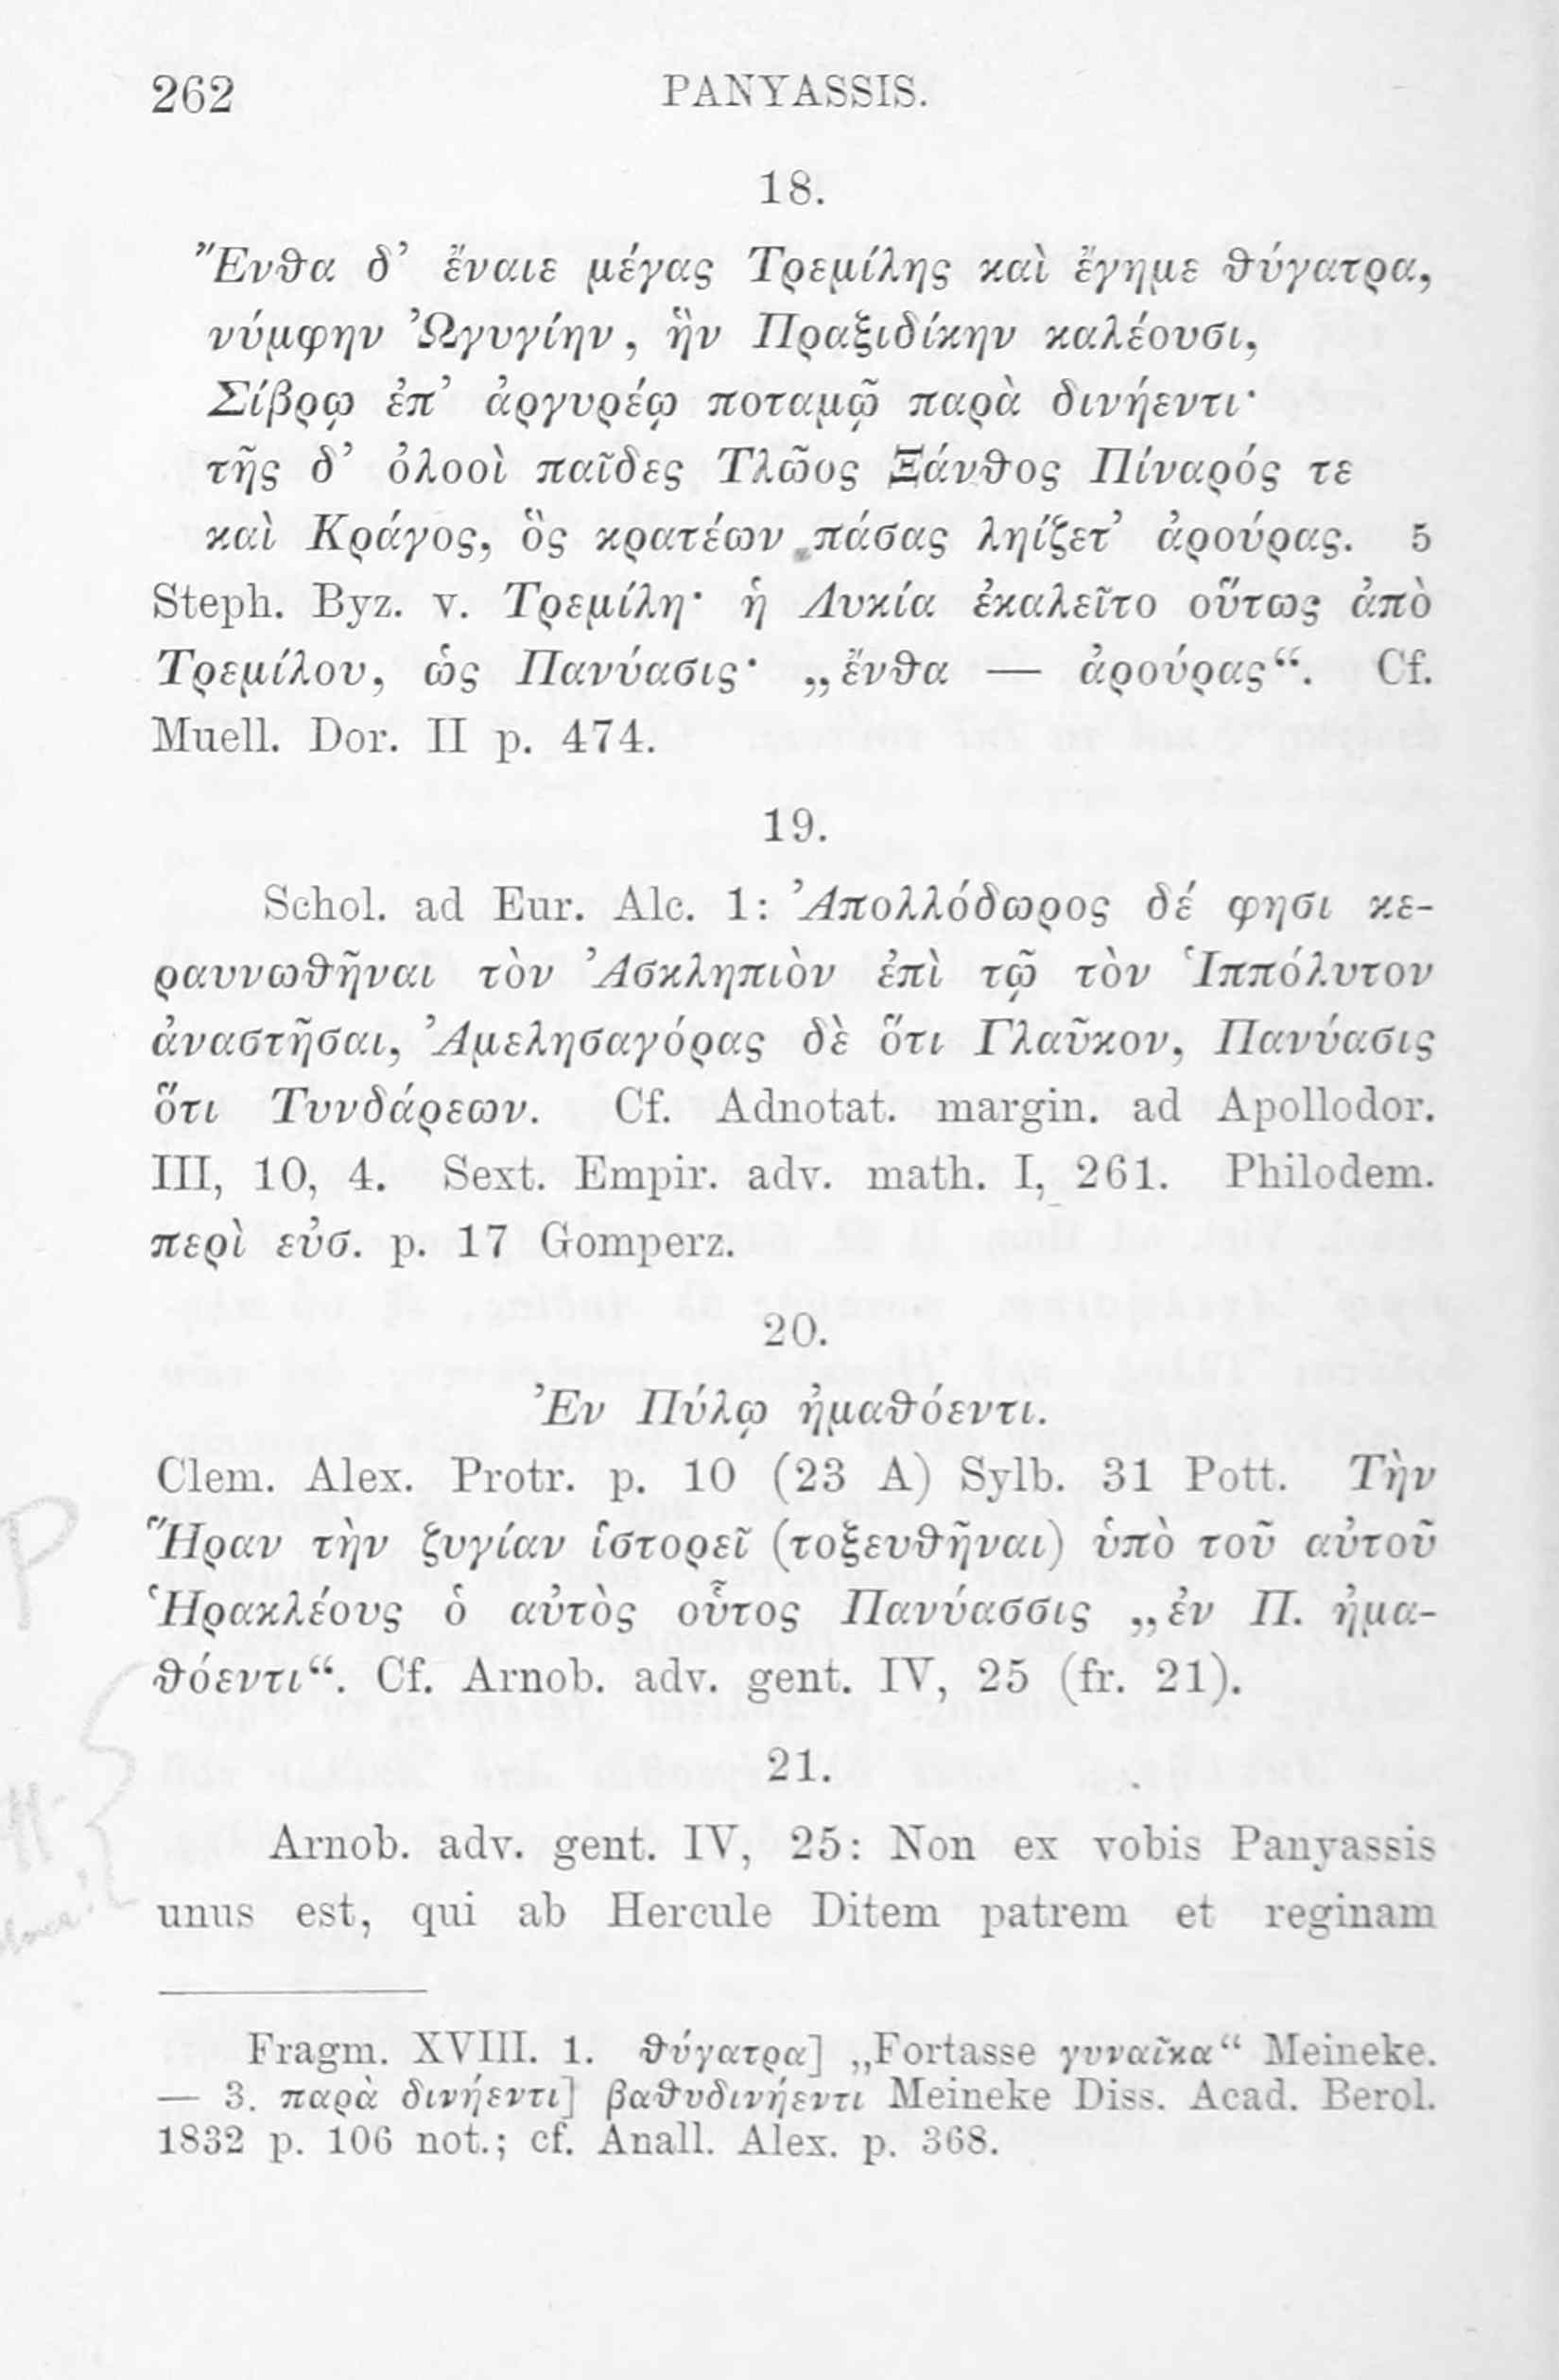 262 PANYASSIS.
18.
Ἔνθα δ’ ἔναιε μέγας Τρεμίλης καὶ ἔγημε θύγατρα,
νύμφην Ὠγυγίην, ἣν Πραξιδίκην καλέουσι,
Σίβρῳ ἐπ’ ἀργυρέῳ ποταμῷ παρὰ δινήεντι·
τῆς δ’ ὀλοοὶ παῖδες Τλῶος Ξάνθος Πίναρός τε
καὶ Κράγος, ὃς κρατέων πάσας ληίζετ’ ἀρούρας. 5
Steph. Byz. v. Τρεμίλη· ἡ Λυκία ἐκαλεῖτο οὕτως ἀπὸ
Τρεμίλου, ὡς Πανύασις· „ἔνθα — ἀρούρας“. Cf.
Muell. Dor. II p. 474.
19.
Schol. ad Eur. Alc. 1: Ἀπολλόδωρος δέ φησι κε-
ραυνωθῆναι τὸν Ἀσκληπιὸν ἐπὶ τῷ τὸν Ἱππόλυτον
ἀναστῆσαι, Ἀμελησαγόρας δὲ ὅτι Γλαῦκον, Πανύασις
ὅτι Τυνδάρεων. Cf. Adnotat. margin. ad Apollodor.
III, 10, 4. Sext. Empir. adv. math. I, 261. Philodem.
περὶ εὐσ. p. 17 Gomperz.
20.
Ἐν Πύλῳ ἠμαθόεντι.
Clem. Alex. Protr. p. 10 (23 A) Sylb. 31 Pott. Τὴν
Ἥραν τὴν ζυγίαν ἱστορεῖ (τοξευθῆναι) ὑπὸ τοῦ αὐτοῦ
Ἡρακλέους ὁ αὐτὸς οὗτος Πανύασσις „ἐν Π. ἠμα-
θόεντι“. Cf. Arnob. adv. gent. IV, 25 (fr. 21).
P
21.
Arnob. adv. gent. IV, 25: Non ex vobis Panyassis
unus est, qui ab Hercule Ditem patrem et reginam
Fragm. XVIII. 1. θύγατρα] „Fortasse γυναῖκα“ Meineke.
— 3. παρὰ δινήεντι] βαθυδινήεντι Meineke Diss. Acad. Berol.
1832 p. 106 not.; cf. Anall. Alex. p. 368.